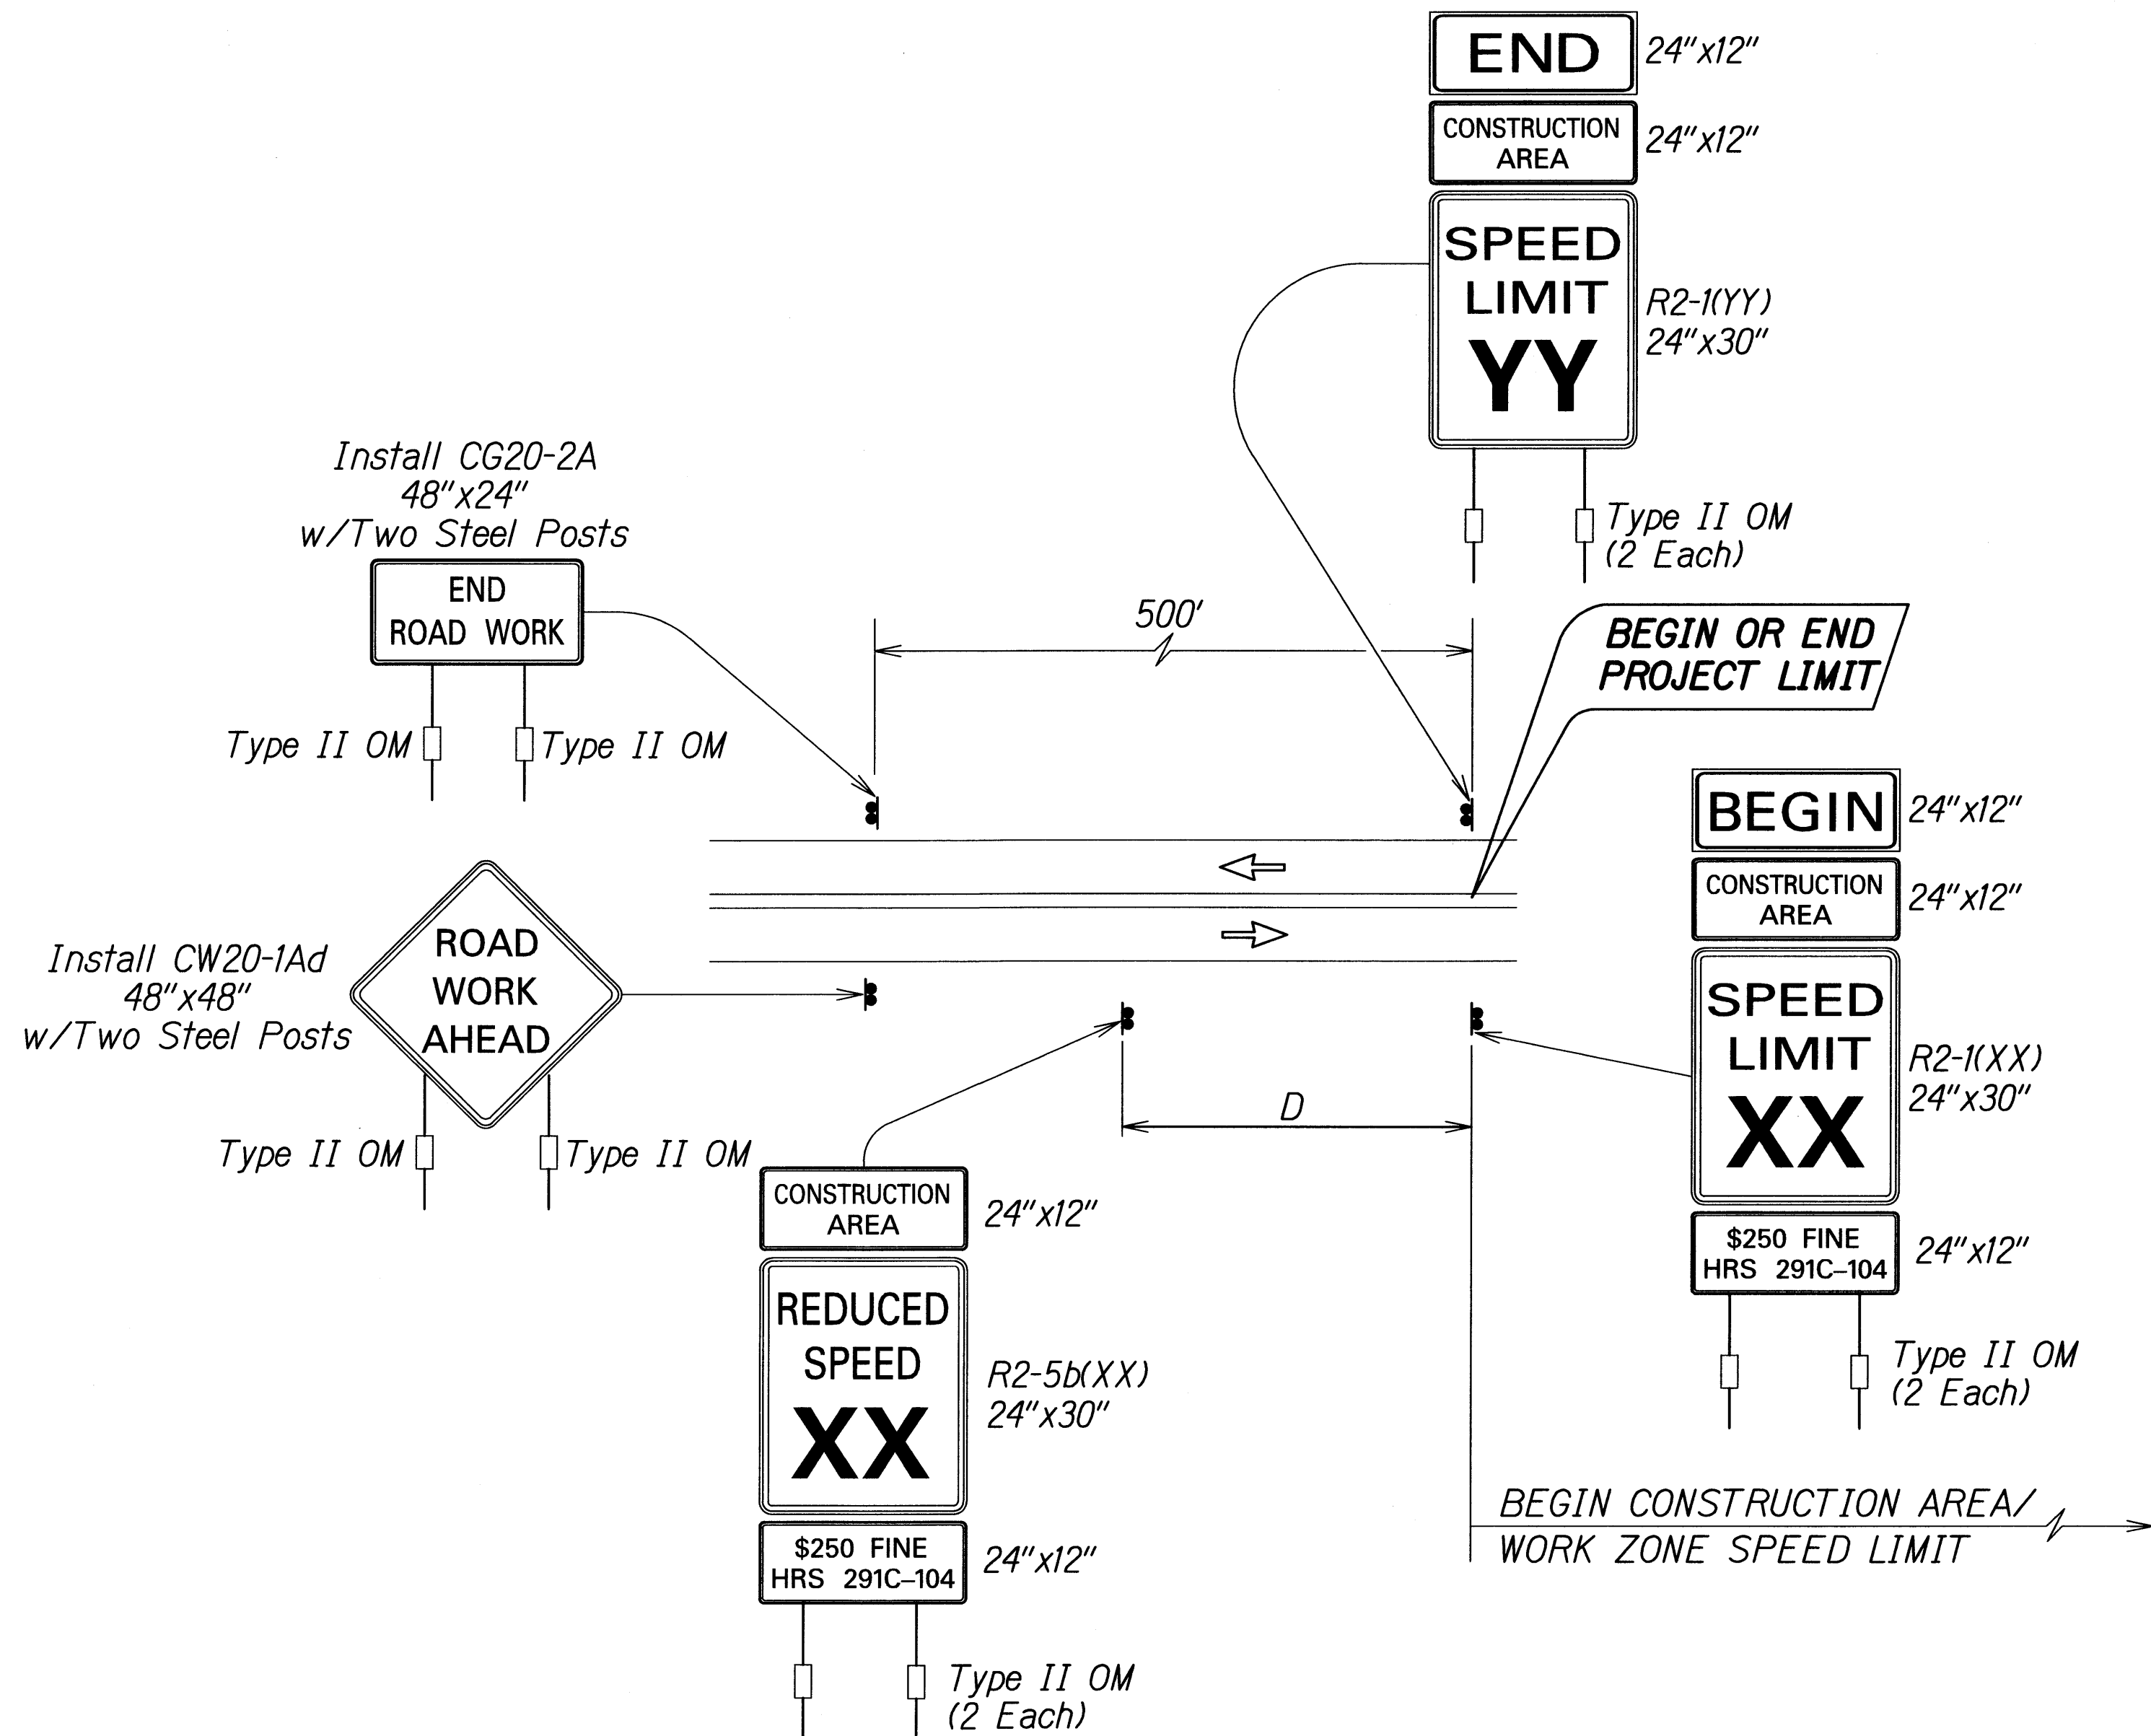 END
24"x12"
CONSTRUCTION
AREA
24"x12"
SPEED
LIMIT
YY
R2-1(YY)
24"x30"
Type II OM
(2 Each)
Install CG20-2A
48"x24"
w/Two Steel Posts
END
ROAD WORK
Type II OM
Type II OM
500'
BEGIN OR END
PROJECT LIMIT
BEGIN
24"x12"
CONSTRUCTION
AREA
24"x12"
SPEED
LIMIT
XX
R2-1(XX)
24"x30"
$250 FINE
HRS 291C–104
24"x12"
Type II OM
(2 Each)
Install CW20-1Ad
48"x48"
w/Two Steel Posts
ROAD
WORK
AHEAD
Type II OM
Type II OM
D
CONSTRUCTION
AREA
24"x12"
REDUCED
SPEED
XX
R2-5b(XX)
24"x30"
$250 FINE
HRS 291C–104
24"x12"
Type II OM
(2 Each)
BEGIN CONSTRUCTION AREA/
WORK ZONE SPEED LIMIT